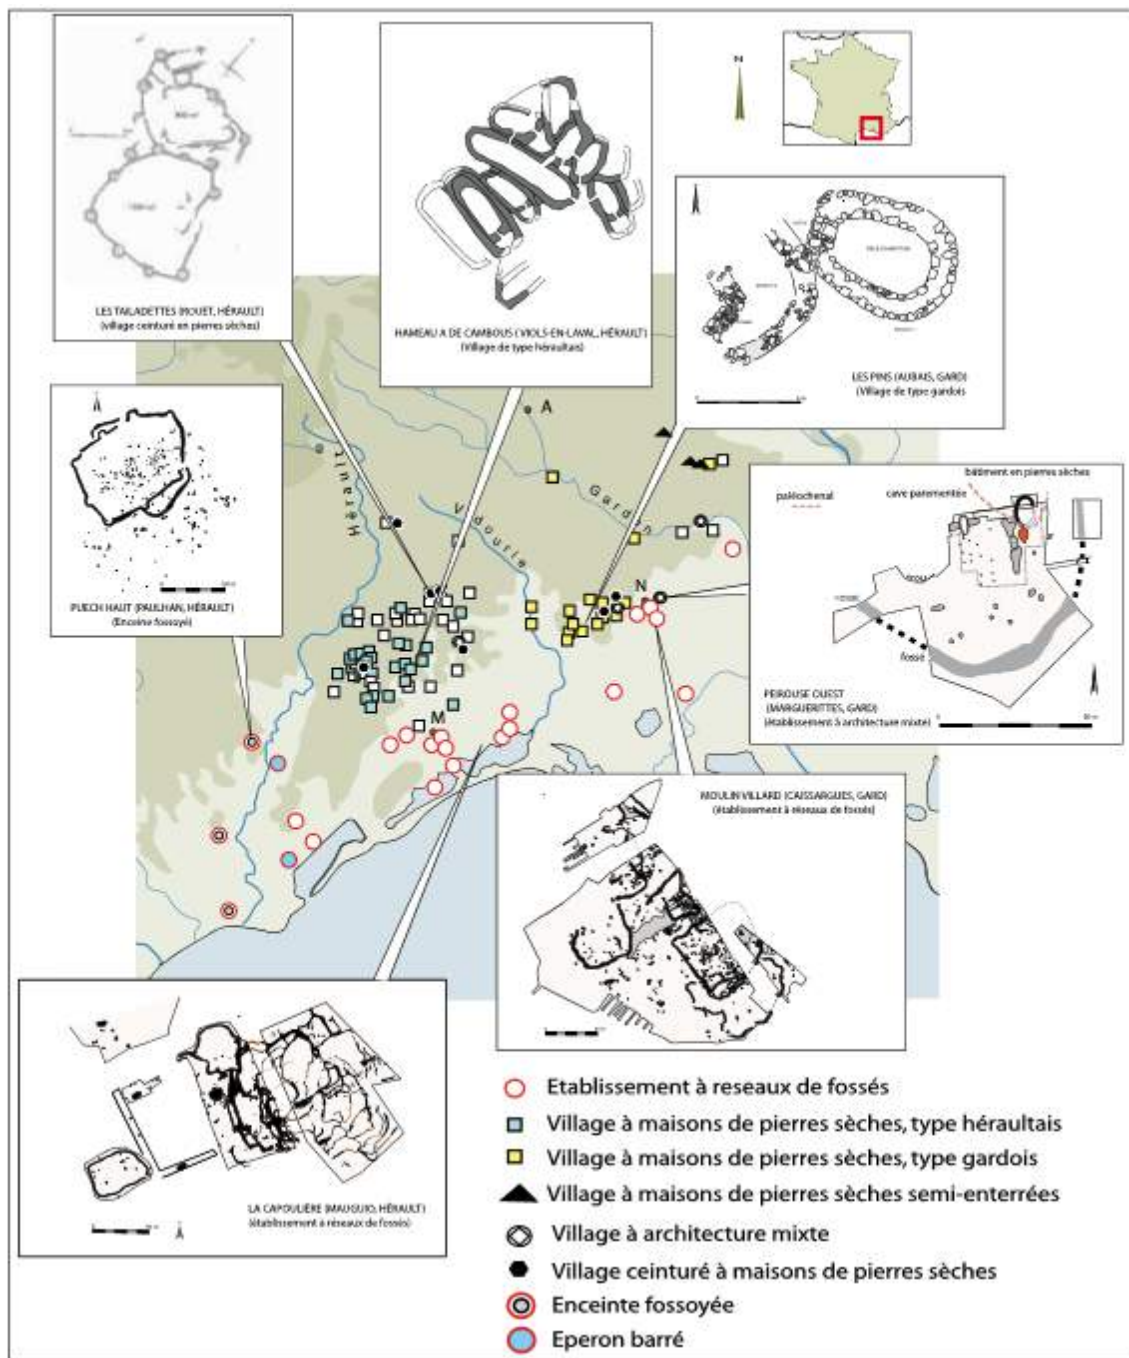 N
LES TAILADETTES (ROUET, HÉRAULT)
(village ceinturé en pierres sèches)
HAMEAU A DE CAMBOUS (VIOLS-EN-LAVAL, HÉRAULT)
(Village de type héraultais)
LES PINS (AUBAIS, GARD)
(Village de type gardois
PUECH HAUT (PAULHAN, HÉRAULT)
(Enceine fossoyé)
A
Hérault
Vidourle
Gardon
N
M
bâtiment en pierres sèches
paléochenal
cave parementée
fossé
PEIROUSE OUEST
(MARGUERITTES, GARD)
(établissement à architecture mixte)
MOULIN VILLARD (CAISSARGUES, GARD)
(établissement à réseaux de fossés)
LA CAPOULIÈRE (MAUGUIO, HÉRAULT)
(établissement à réseaux de fossés)
Etablissement à reseaux de fossés
Village à maisons de pierres sèches, type héraultais
Village à maisons de pierres sèches, type gardois
Village à maisons de pierres sèches semi-enterrées
Village à architecture mixte
Village ceinturé à maisons de pierres sèches
Enceinte fossoyée
Eperon barré